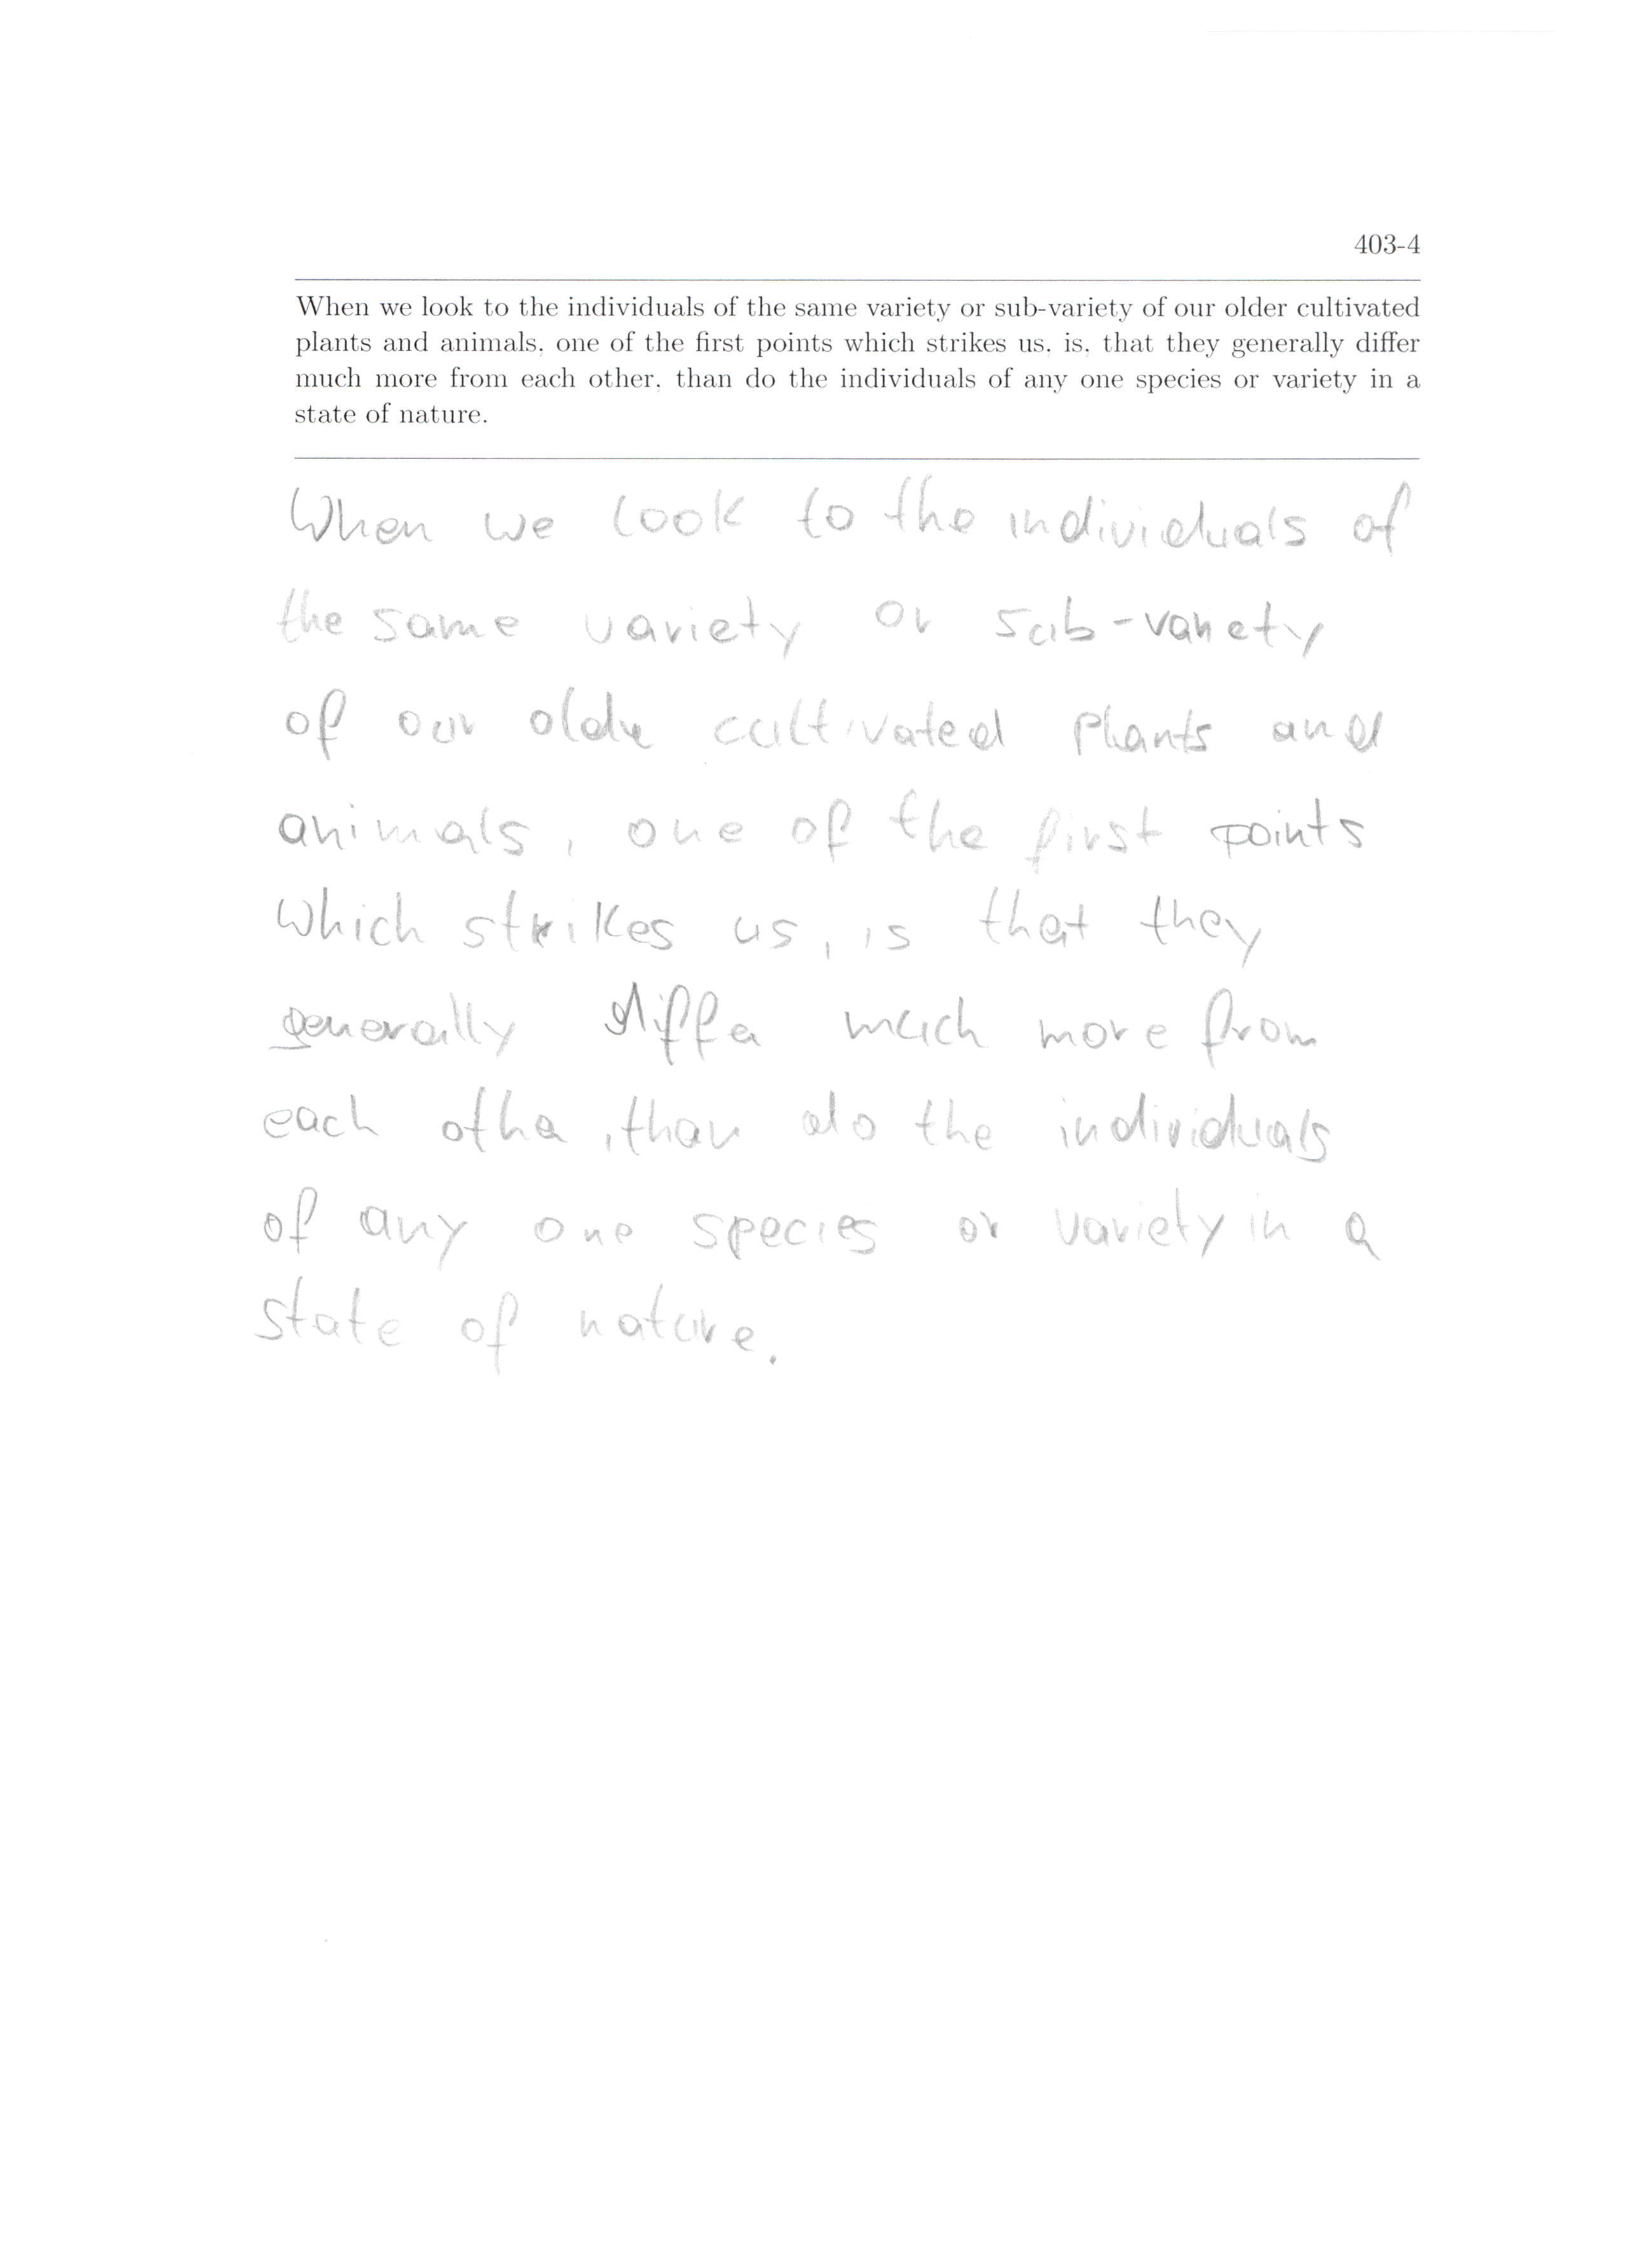 403-4
When we look to the individuals of the same variety or sub-variety of our older cultivated
plants and animals, one of the first points which strikes us, is, that they generally differ
much more from each other, than do the individuals of any one species or variety in a
state of nature.
When we look to the individuals of
the same variety or sub-variety
of our older cultivated plants and
animals, one of the first points
which strikes us, is that they
generally differ much more from
each other, than do the individuals
of any one species or variety in a
state of nature.